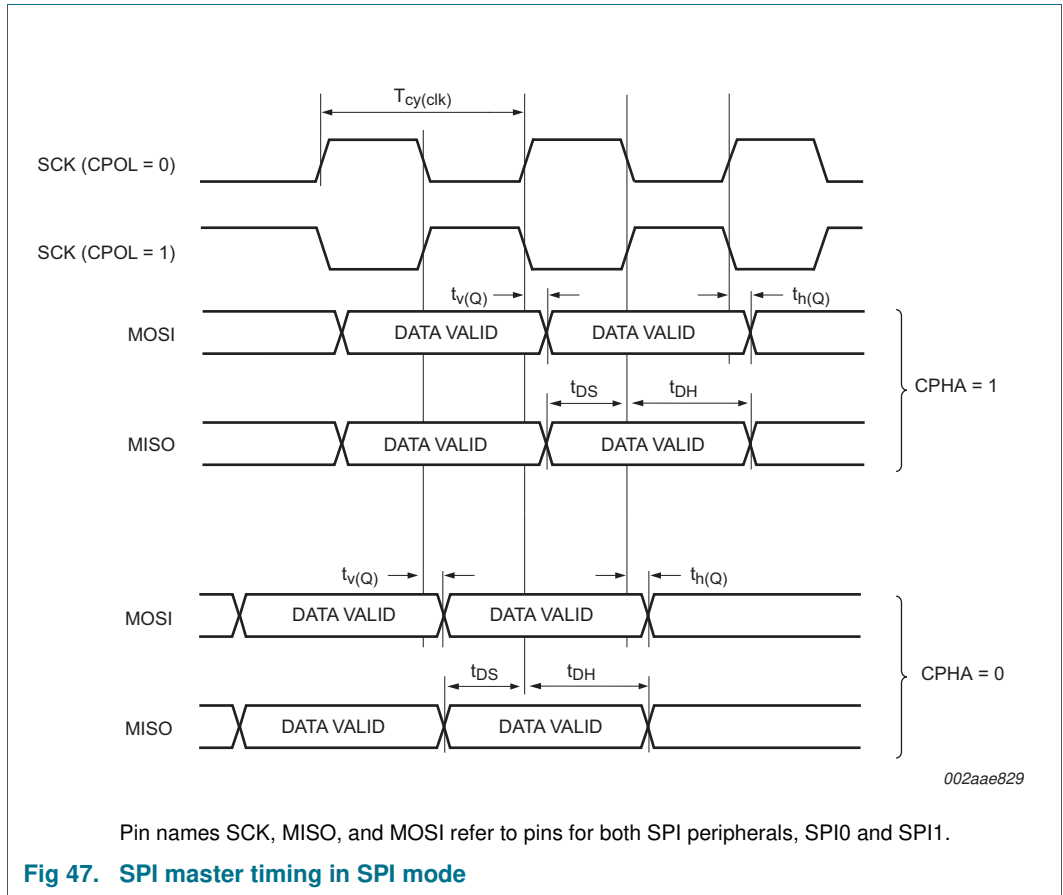 Tcy(clk)
SCK (CPOL = 0)
SCK (CPOL = 1)
tv(Q) th(Q)
MOSI DATA VALID DATA VALID
tDS tDH
CPHA = 1
MISO DATA VALID DATA VALID
tv(Q) th(Q)
MOSI DATA VALID DATA VALID
tDS tDH
CPHA = 0
MISO DATA VALID DATA VALID
002aae829
Pin names SCK, MISO, and MOSI refer to pins for both SPI peripherals, SPI0 and SPI1.
Fig 47. SPI master timing in SPI mode